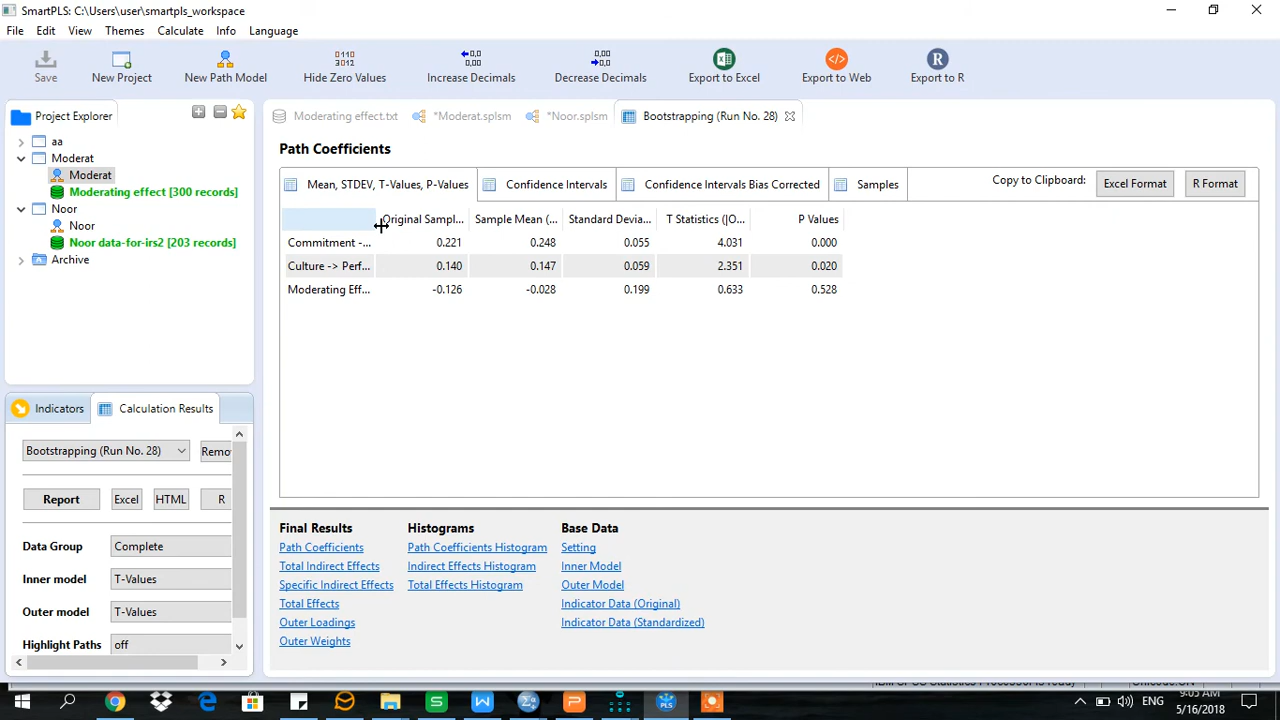 SmartPLS: C:\Users\user\smartpls_workspace
File Edit View Themes Calculate Info Language
Save New Project New Path Model Hide Zero Values Increase Decimals Decrease Decimals Export to Excel Export to Web Export to R
Project Explorer
aa
Moderat
Moderat
Moderating effect [300 records]
Noor
Noor
Noor data-for-irs2 [203 records]
Archive
Moderating effect.txt *Moderat.splsm *Noor.splsm Bootstrapping (Run No. 28)
Path Coefficients
Mean, STDEV, T-Values, P-Values Confidence Intervals Confidence Intervals Bias Corrected Samples Copy to Clipboard: Excel Format R Format
Original Sampl... Sample Mean (... Standard Devia... T Statistics (|O... P Values
Commitment -... 0.221 0.248 0.055 4.031 0.000
Culture -> Perf... 0.140 0.147 0.059 2.351 0.020
Moderating Eff... -0.126 -0.028 0.199 0.633 0.528
Indicators Calculation Results
Bootstrapping (Run No. 28) Remo
Report Excel HTML R
Data Group Complete
Inner model T-Values
Outer model T-Values
Highlight Paths off
Final Results Histograms Base Data
Path Coefficients Path Coefficients Histogram Setting
Total Indirect Effects Indirect Effects Histogram Inner Model
Specific Indirect Effects Total Effects Histogram Outer Model
Total Effects Indicator Data (Original)
Outer Loadings Indicator Data (Standardized)
Outer Weights
ENG 9:05 AM
5/16/2018